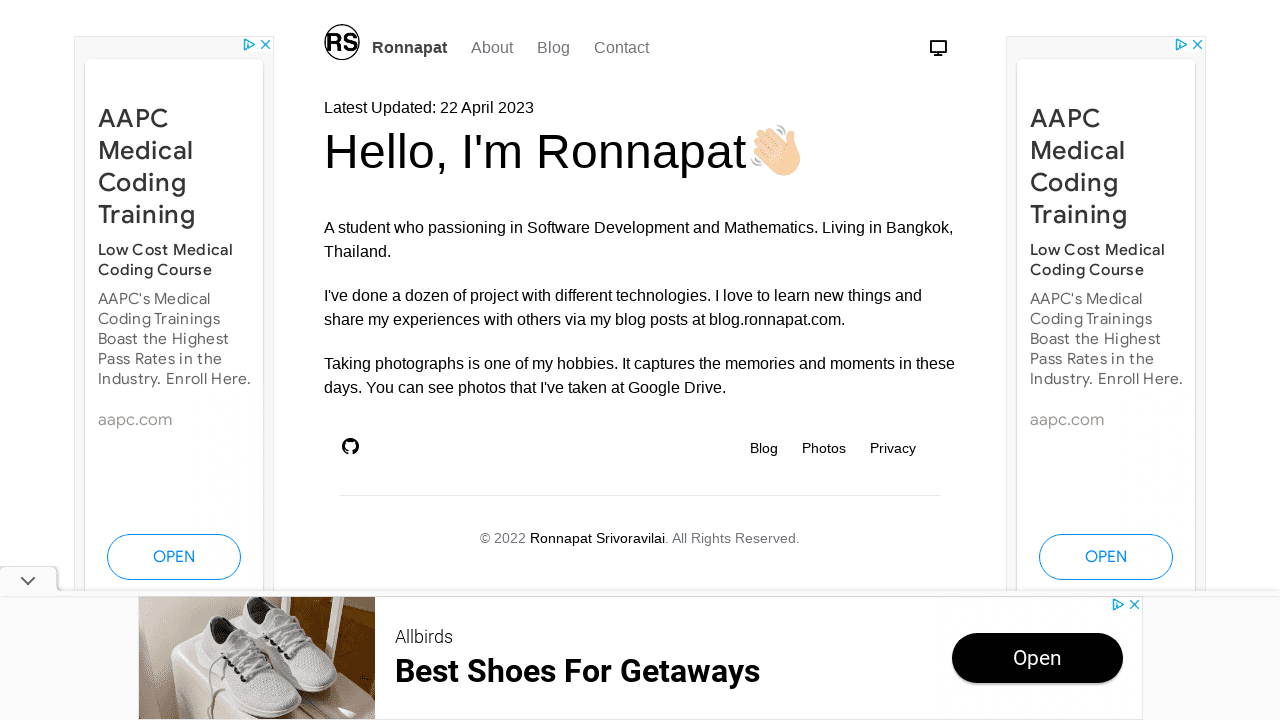 RS
Ronnapat About Blog Contact
Latest Updated: 22 April 2023
Hello, I'm Ronnapat👋🏼
A student who passioning in Software Development and Mathematics. Living in Bangkok,
Thailand.
I've done a dozen of project with different technologies. I love to learn new things and
share my experiences with others via my blog posts at blog.ronnapat.com.
Taking photographs is one of my hobbies. It captures the memories and moments in these
days. You can see photos that I've taken at Google Drive.
Blog Photos Privacy
© 2022 Ronnapat Srivoravilai. All Rights Reserved.
AAPC
Medical
Coding
Training
Low Cost Medical
Coding Course
AAPC's Medical
Coding Trainings
Boast the Highest
Pass Rates in the
Industry. Enroll Here.
aapc.com
OPEN
AAPC
Medical
Coding
Training
Low Cost Medical
Coding Course
AAPC's Medical
Coding Trainings
Boast the Highest
Pass Rates in the
Industry. Enroll Here.
aapc.com
OPEN
Allbirds
Best Shoes For Getaways
Open